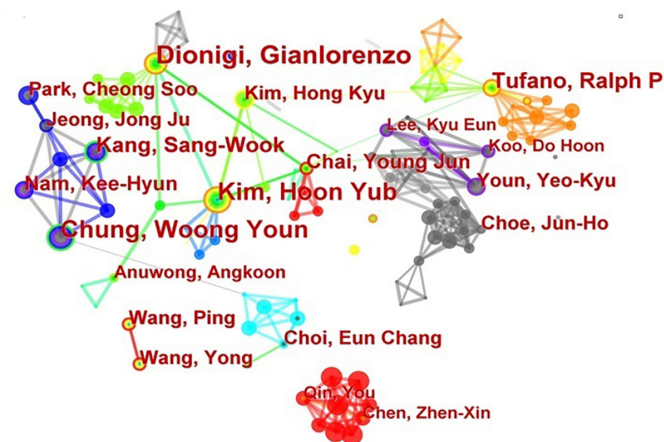 Dionigi, Gianlorenzo
Tufano, Ralph P
Park, Cheong Soo
Kim, Hong Kyu
Jeong, Jong Ju
Lee, Kyu Eun
Kang, Sang-Wook
Koo, Do Hoon
Chai, Young Jun
Nam, Kee-Hyun
Kim, Hoon Yub
Youn, Yeo-Kyu
Chung, Woong Youn
Choe, Jun-Ho
Anuwong, Angkoon
Wang, Ping
Choi, Eun Chang
Wang, Yong
Qin, You
Chen, Zhen-Xin